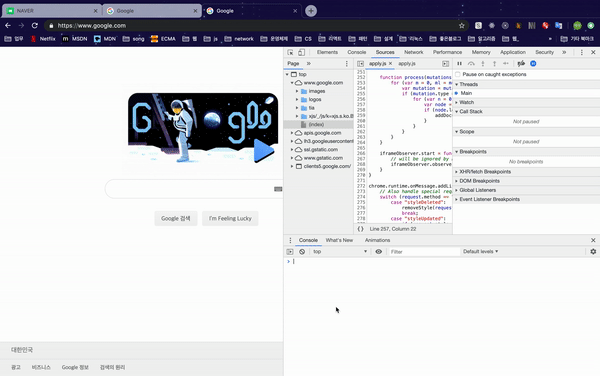 NAVER
Google
Google
https://www.google.com
업무 Netflix MSDN MDN song ECMA 웹 js network 운영체제 CS 리액트 패턴 설계 '리눅스 좋은블로그 알고리즘 웹_ 기타 북마크
Elements Console Sources Network Performance Memory Application Security
Page
top
www.google.com
images
logos
tia
xjs/_/js/k=xjs.s.ko.E
(index)
apis.google.com
lh3.googleusercontent
ssl.gstatic.com
www.gstatic.com
clients5.google.com/
apply.js apply.js
251
252 function process(mutations
253 for (var m = 0, ml = m
254 var mutation = mut
255 if (mutation.type
256 for (var n = 0
257 var node =
258 if (node.l
259 addDoc
260 }
261 }
262 }
263 }
264 }
265
266 iframeObserver.start = fun
267 // will be ignored by
268 iframeObserver.observe
269 }
270 }
271
272 chrome.runtime.onMessage.addLi
273 // Also handle special req
274 switch (request.method ==
275 case "styleDeleted":
276 removeStyle(reques
277 break;
278 case "styleUpdated":
{} Line 257, Column 22
Pause on caught exceptions
Threads
Main
Watch
Call Stack
Not paused
Scope
Not paused
Breakpoints
No breakpoints
XHR/fetch Breakpoints
DOM Breakpoints
Global Listeners
Event Listener Breakpoints
Google 검색 I'm Feeling Lucky
Console What's New Animations
top Filter Default levels
대한민국
광고 비즈니스 Google 정보 검색의 원리